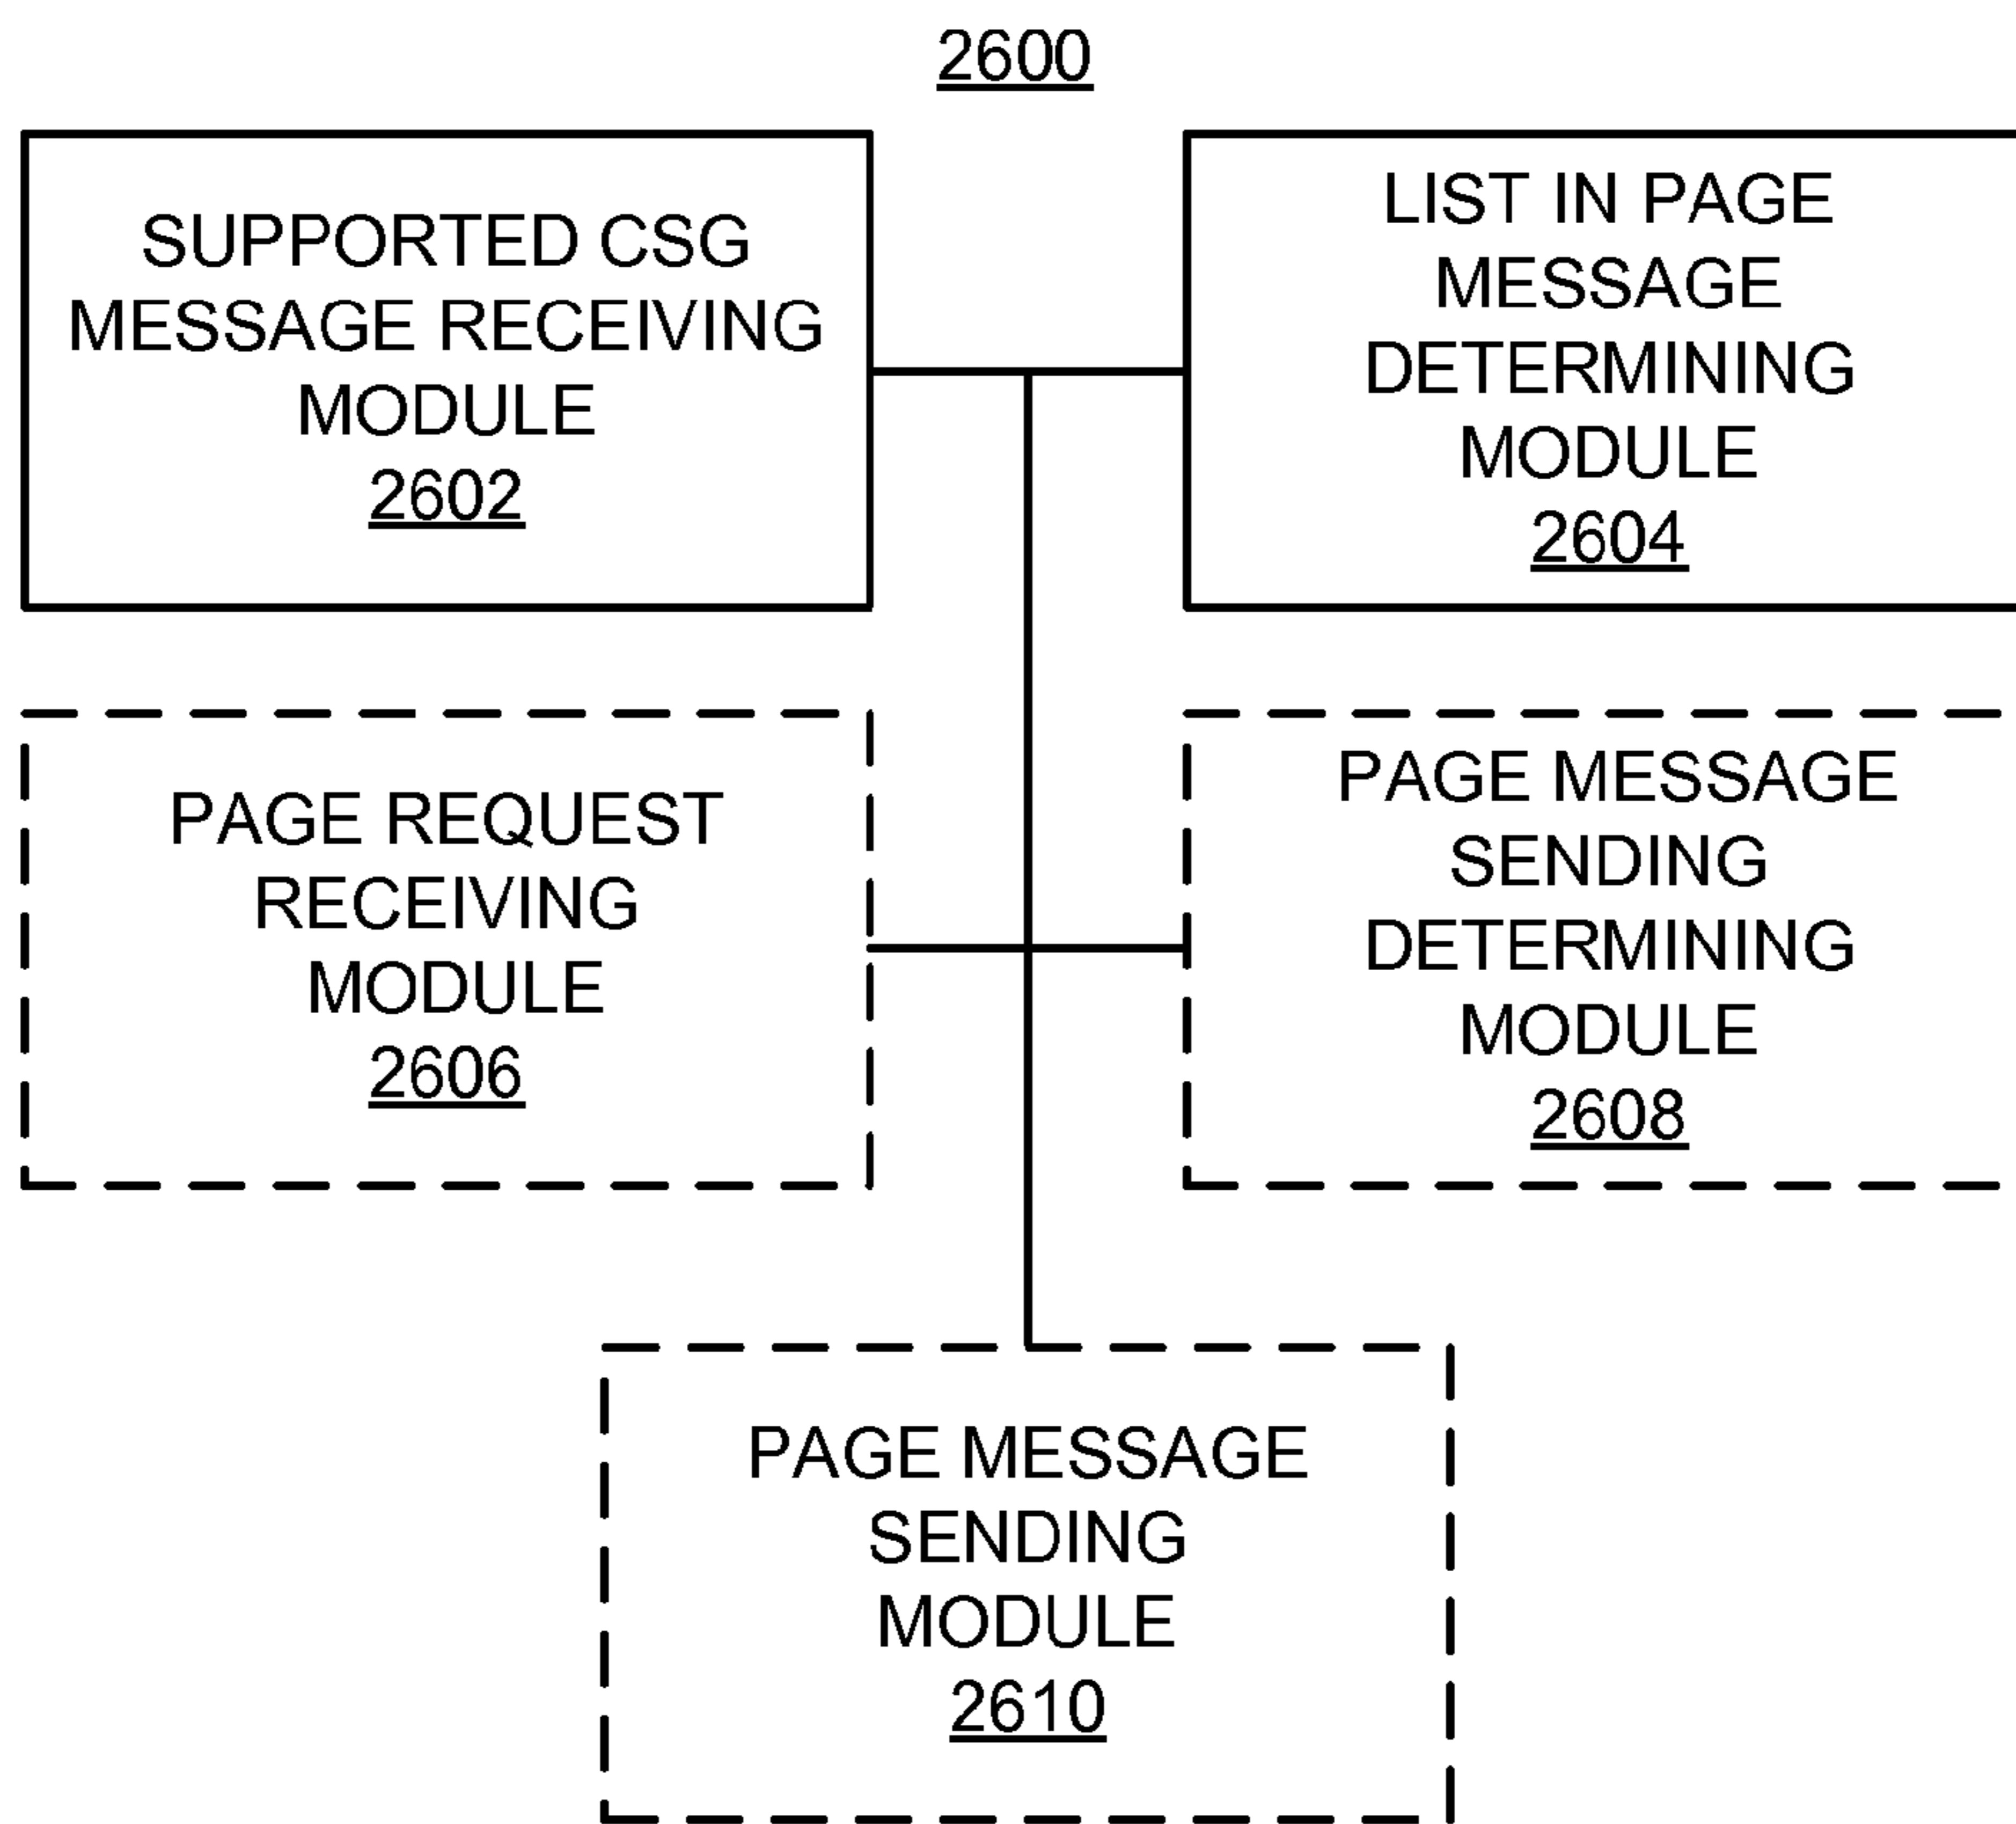 2600
SUPPORTED CSG
MESSAGE RECEIVING
MODULE
2602
LIST IN PAGE
MESSAGE
DETERMINING
MODULE
2604
PAGE REQUEST
RECEIVING
MODULE
2606
PAGE MESSAGE
SENDING
DETERMINING
MODULE
2608
PAGE MESSAGE
SENDING
MODULE
2610